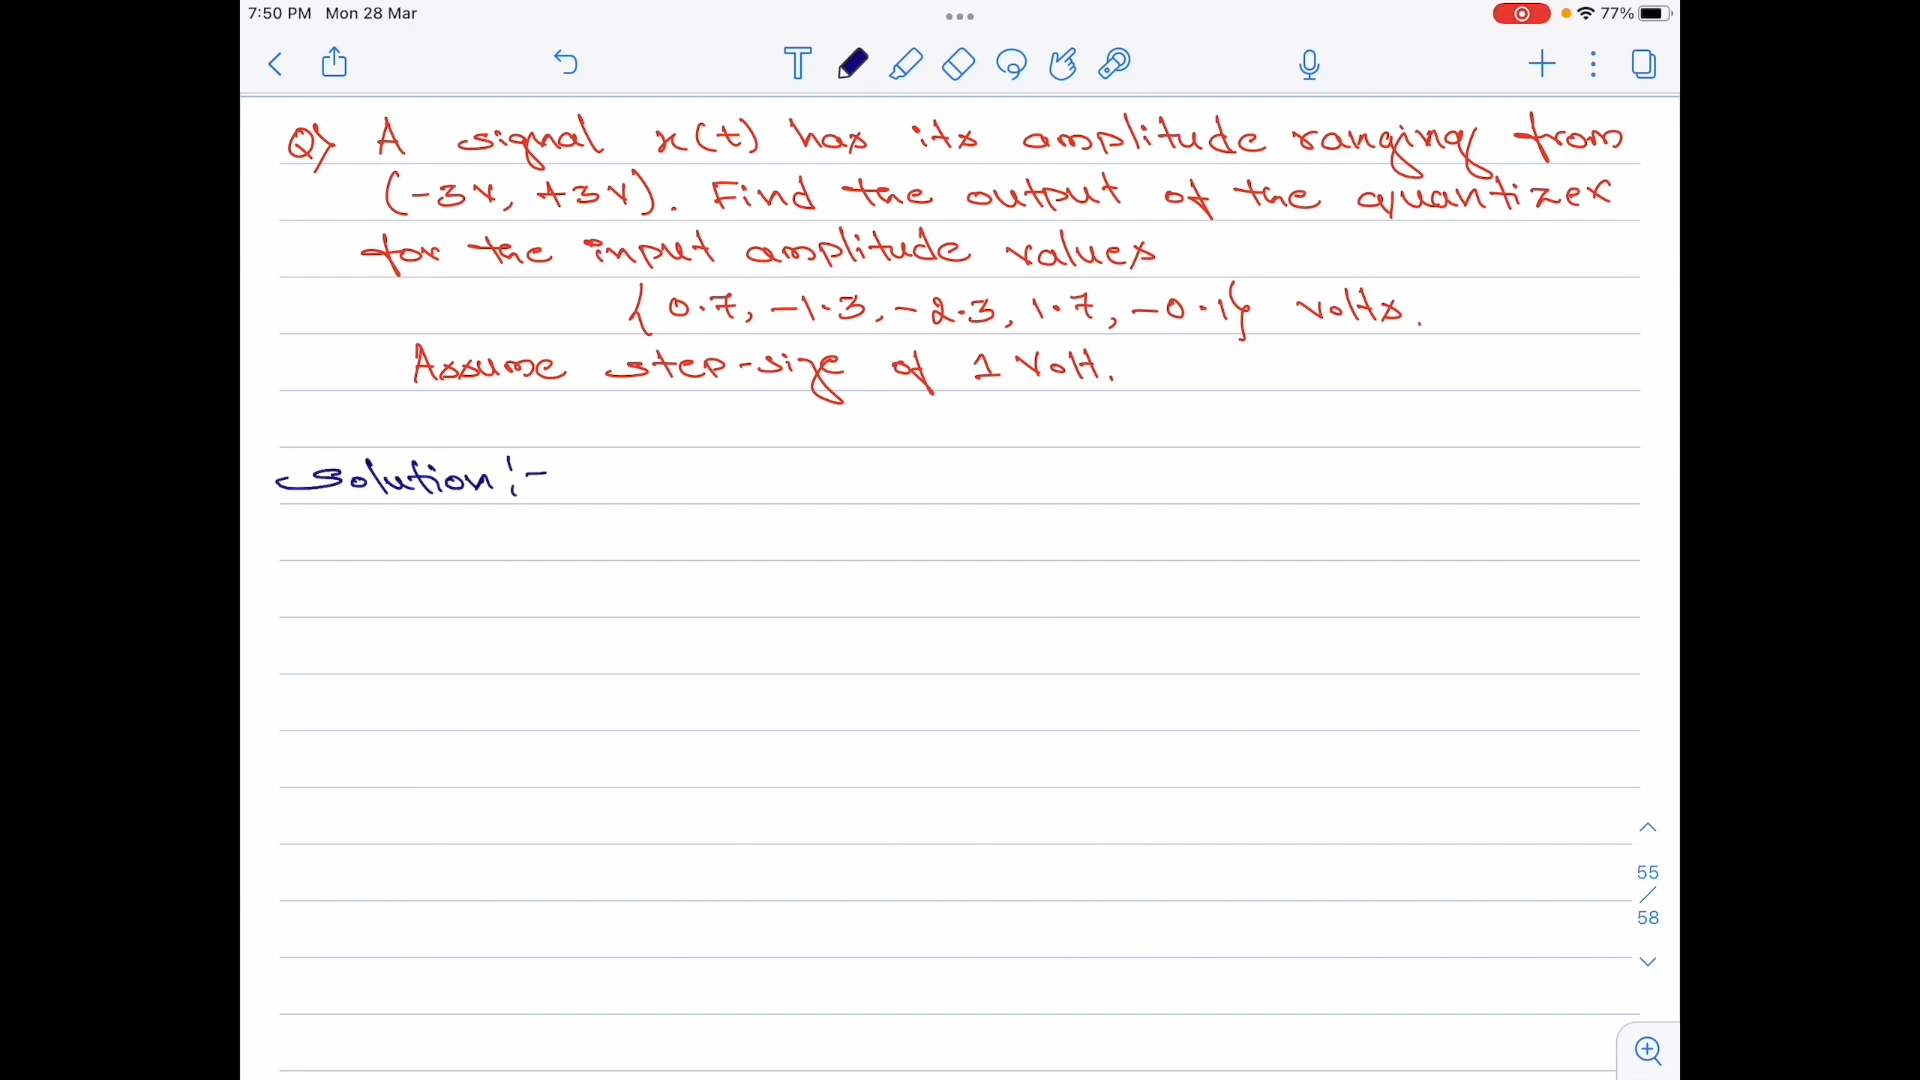 7:50 PM Mon 28 Mar
77%
Q) A signal x(t) has its amplitude ranging from
(-3V, +3V). Find the output of the quantizer
for the input amplitude values
{ 0.7, -1.3, -2.3, 1.7, -0.1} volts.
Assume step-size of 1 Volt.
Solution:-
55
58